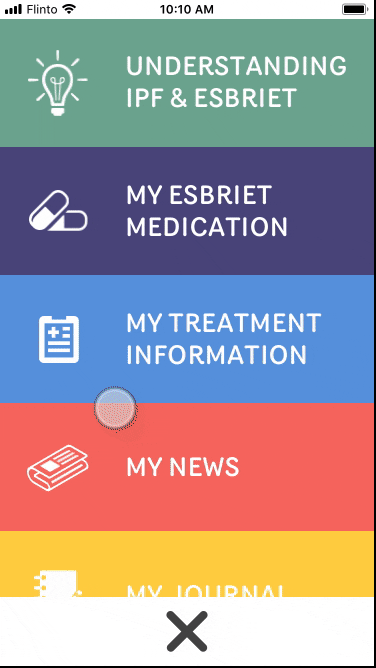 Flinto 10:10 AM
UNDERSTANDING
IPF & ESBRIET
MY ESBRIET
MEDICATION
MY TREATMENT
INFORMATION
MY NEWS
MY JOURNAL